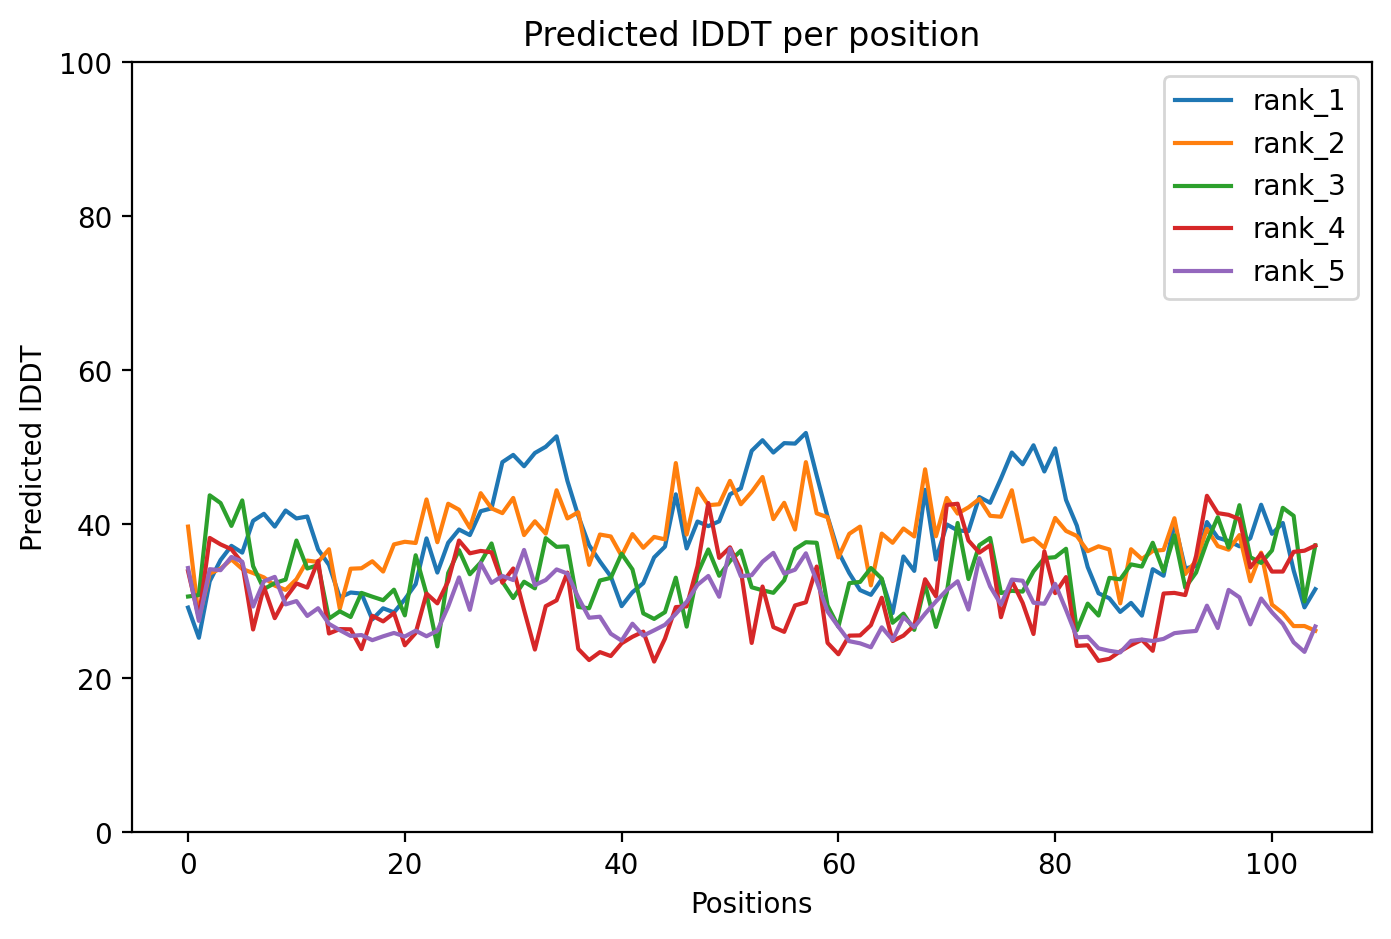 Predicted lDDT per position
100
80
60
40
20
0
Predicted lDDT
0 20 40 60 80 100
Positions
rank_1
rank_2
rank_3
rank_4
rank_5